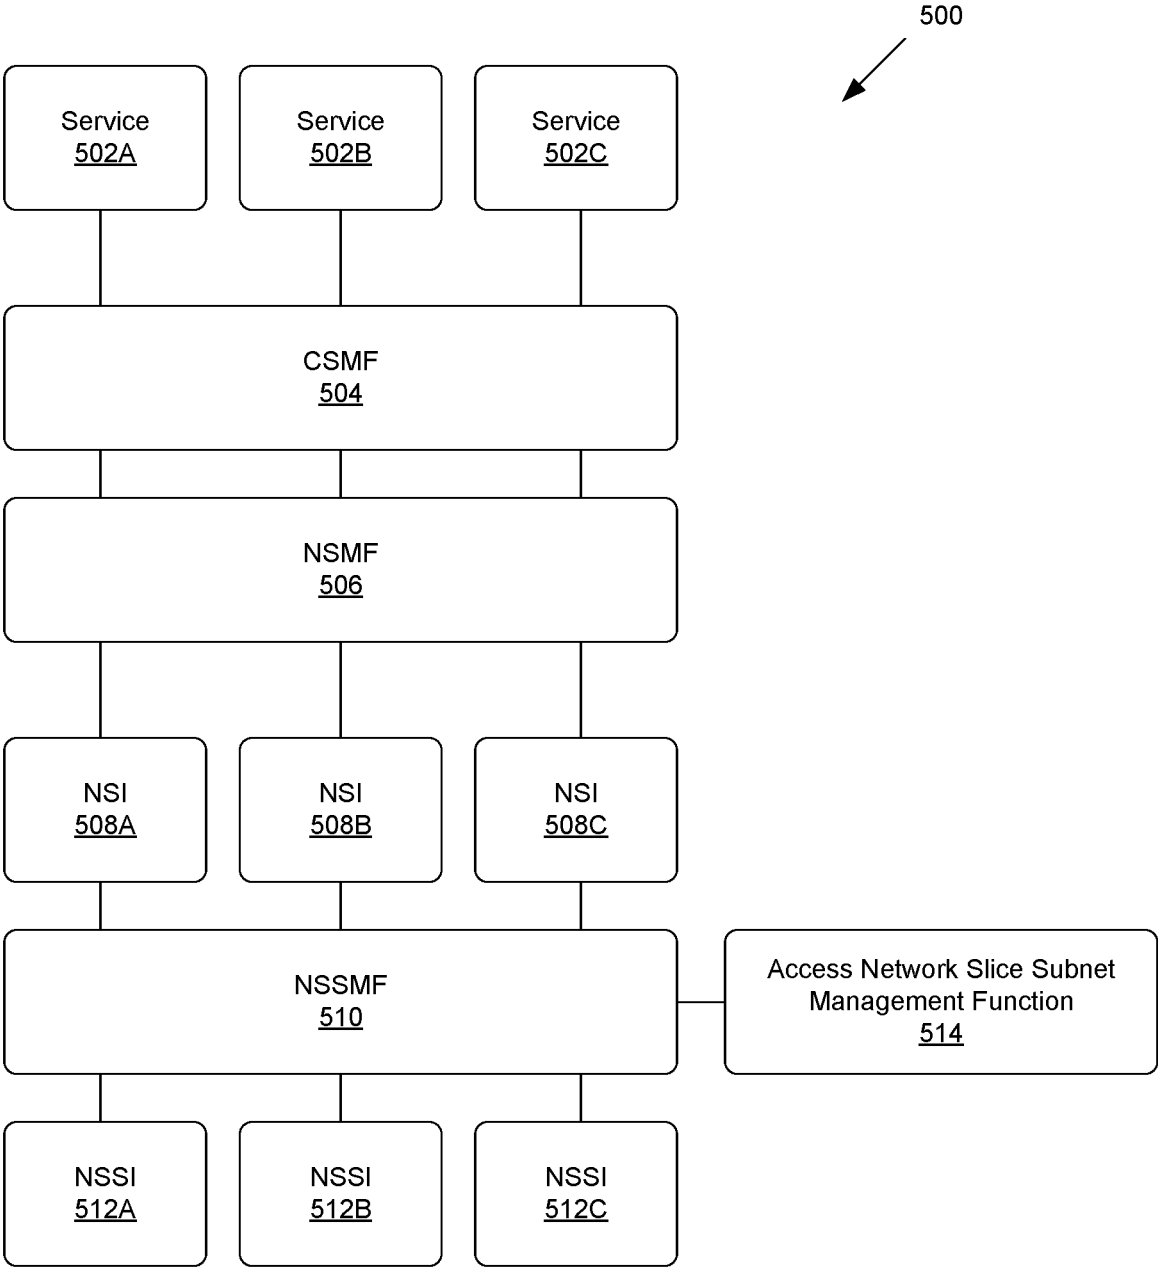 500
Service
502A
Service
502B
Service
502C
CSMF
504
NSMF
506
NSI
508A
NSI
508B
NSI
508C
NSSMF
510
Access Network Slice Subnet
Management Function
514
NSSI
512A
NSSI
512B
NSSI
512C